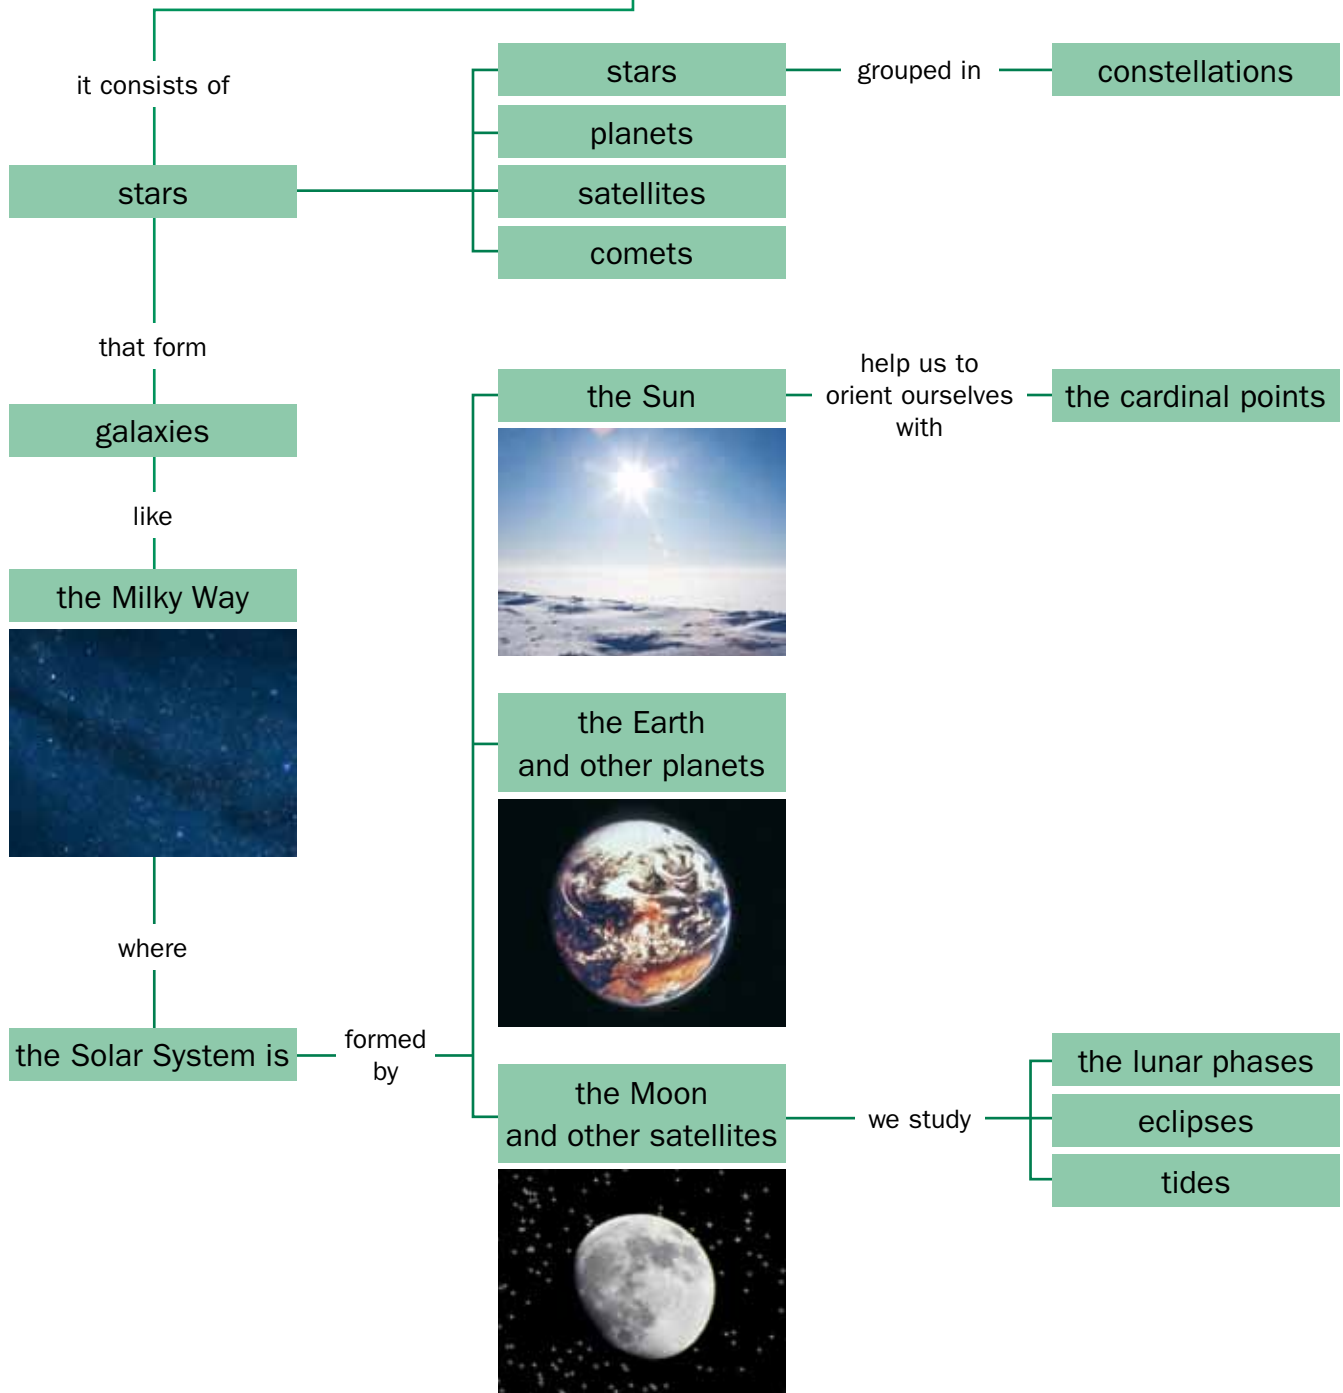 it consists of
stars
stars
grouped in
constellations
planets
satellites
comets
that form
galaxies
like
the Milky Way
where
the Solar System is
formed
by
the Sun
help us to
orient ourselves
with
the cardinal points
the Earth
and other planets
the Moon
and other satellites
we study
the lunar phases
eclipses
tides